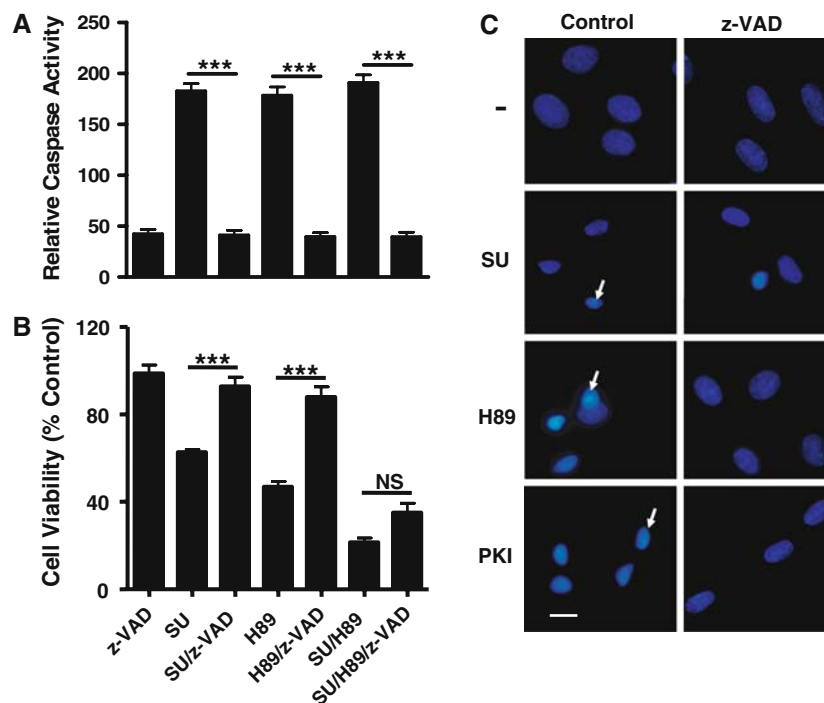 A
Relative Caspase Activity
250
200
150
100
50
0
***
***
***
B
Cell Viability (% Control)
120
80
40
0
***
***
NS
z-VAD
SU
SU/z-VAD
H89
H89/z-VAD
SU/H89
SU/H89/z-VAD
C
Control
z-VAD
-
SU
H89
PKI